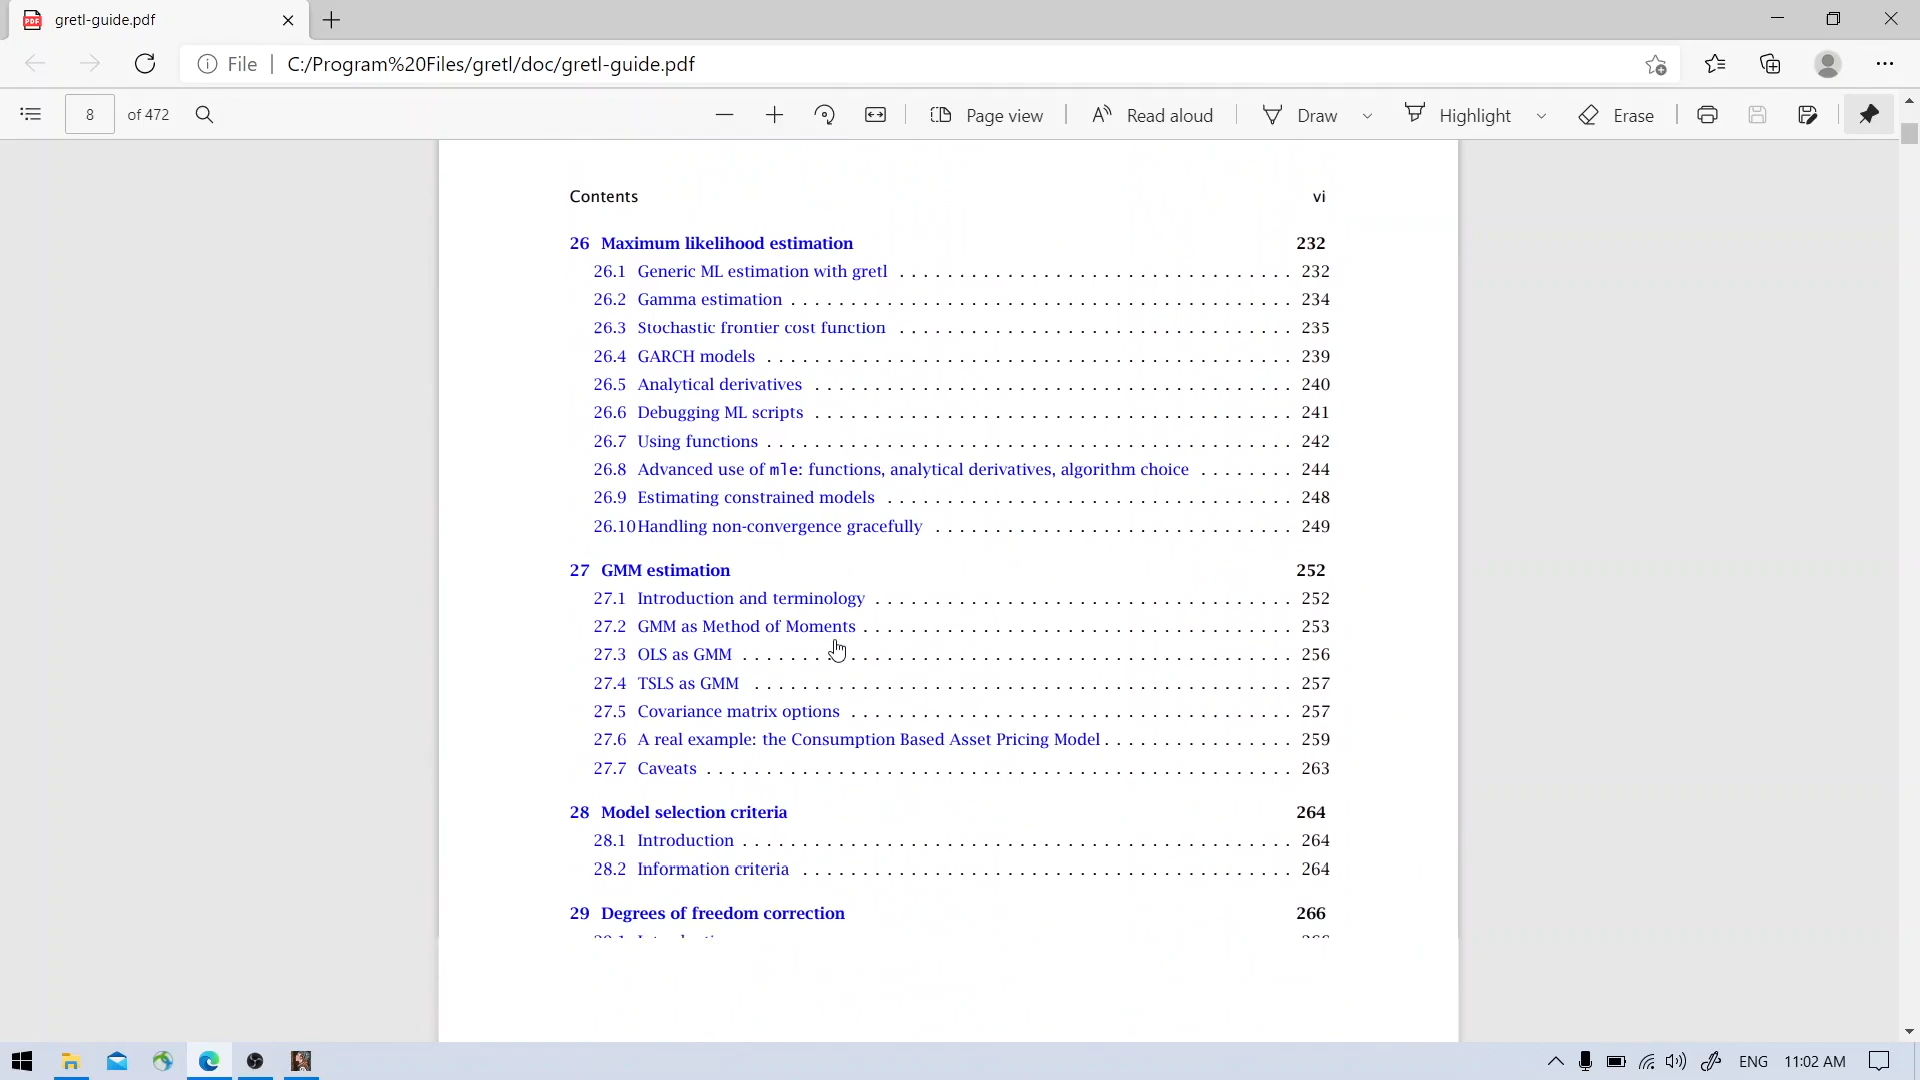 gretl-guide.pdf
File
C:/Program%20Files/gretl/doc/gretl-guide.pdf
8 of 472
Page view
Read aloud
Draw
Highlight
Erase
Contents vi
26 Maximum likelihood estimation 232
26.1 Generic ML estimation with gretl . . . . . . . . . . . . . . . . . . . . . . . . . . . . . . . . . 232
26.2 Gamma estimation . . . . . . . . . . . . . . . . . . . . . . . . . . . . . . . . . . . . . . . . . . 234
26.3 Stochastic frontier cost function . . . . . . . . . . . . . . . . . . . . . . . . . . . . . . . . . 235
26.4 GARCH models . . . . . . . . . . . . . . . . . . . . . . . . . . . . . . . . . . . . . . . . . . . . 239
26.5 Analytical derivatives . . . . . . . . . . . . . . . . . . . . . . . . . . . . . . . . . . . . . . . . 240
26.6 Debugging ML scripts . . . . . . . . . . . . . . . . . . . . . . . . . . . . . . . . . . . . . . . . 241
26.7 Using functions . . . . . . . . . . . . . . . . . . . . . . . . . . . . . . . . . . . . . . . . . . . . 242
26.8 Advanced use of mle: functions, analytical derivatives, algorithm choice . . . . . . . . 244
26.9 Estimating constrained models . . . . . . . . . . . . . . . . . . . . . . . . . . . . . . . . . . 248
26.10Handling non-convergence gracefully . . . . . . . . . . . . . . . . . . . . . . . . . . . . . . 249
27 GMM estimation 252
27.1 Introduction and terminology . . . . . . . . . . . . . . . . . . . . . . . . . . . . . . . . . . . 252
27.2 GMM as Method of Moments . . . . . . . . . . . . . . . . . . . . . . . . . . . . . . . . . . . . 253
27.3 OLS as GMM . . . . . . . . . . . . . . . . . . . . . . . . . . . . . . . . . . . . . . . . . . . . . . 256
27.4 TSLS as GMM . . . . . . . . . . . . . . . . . . . . . . . . . . . . . . . . . . . . . . . . . . . . . 257
27.5 Covariance matrix options . . . . . . . . . . . . . . . . . . . . . . . . . . . . . . . . . . . . . 257
27.6 A real example: the Consumption Based Asset Pricing Model . . . . . . . . . . . . . . . . 259
27.7 Caveats . . . . . . . . . . . . . . . . . . . . . . . . . . . . . . . . . . . . . . . . . . . . . . . . . 263
28 Model selection criteria 264
28.1 Introduction . . . . . . . . . . . . . . . . . . . . . . . . . . . . . . . . . . . . . . . . . . . . . . 264
28.2 Information criteria . . . . . . . . . . . . . . . . . . . . . . . . . . . . . . . . . . . . . . . . . 264
29 Degrees of freedom correction 266
ENG 11:02 AM